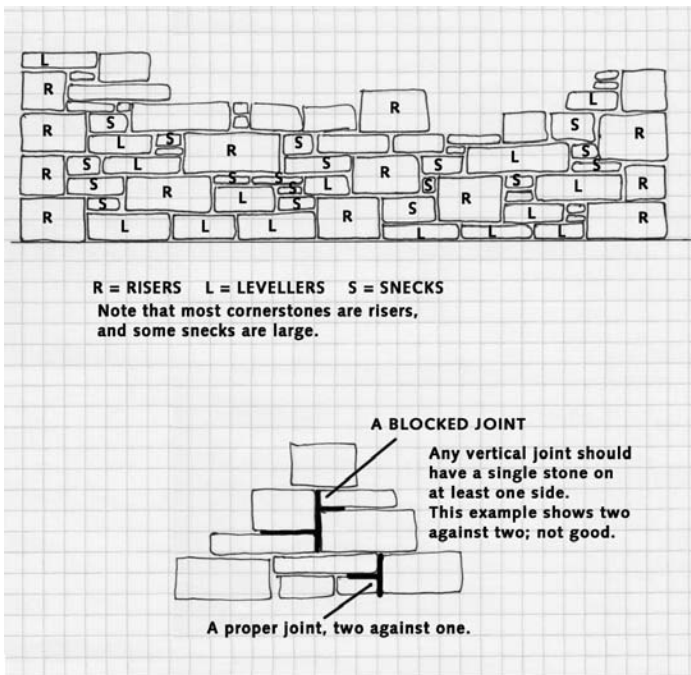 L
R
L
R
R S S R
L S R S L S
R S L S R S S
S R S S S L S S L R
S L S R S L
R L L L R R
L L L
R = RISERS L = LEVELLERS S = SNECKS
Note that most cornerstones are risers,
and some snecks are large.
A BLOCKED JOINT
Any vertical joint should
have a single stone on
at least one side.
This example shows two
against two; not good.
A proper joint, two against one.